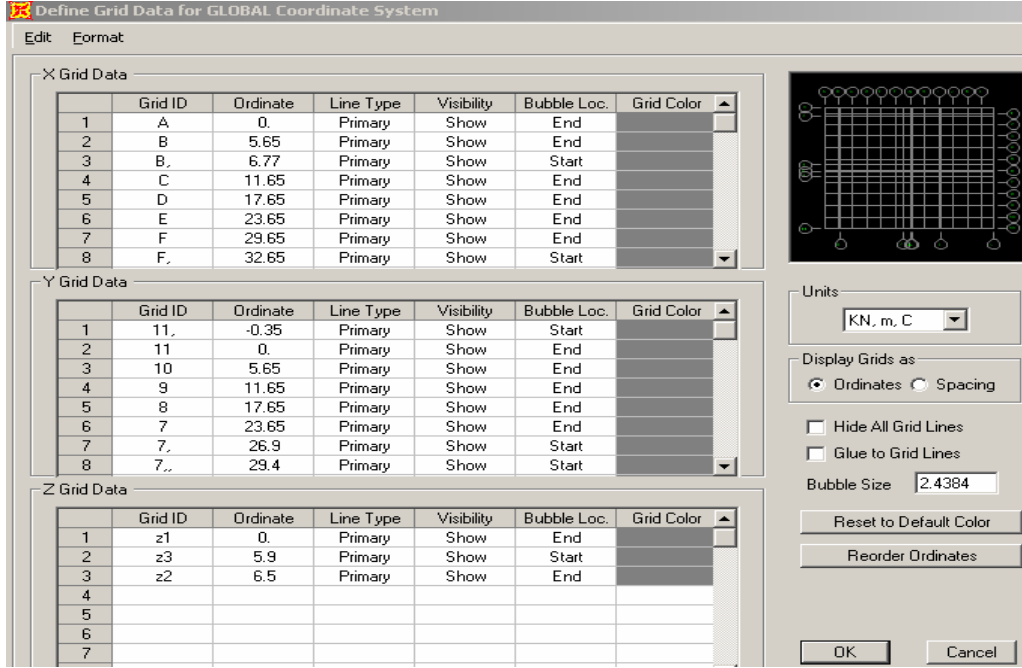 Define Grid Data for GLOBAL Coordinate System
Edit Format
X Grid Data
Grid ID Ordinate Line Type Visibility Bubble Loc. Grid Color
1 A 0. Primary Show End
2 B 5.65 Primary Show End
3 B, 6.77 Primary Show Start
4 C 11.65 Primary Show End
5 D 17.65 Primary Show End
6 E 23.65 Primary Show End
7 F 29.65 Primary Show End
8 F, 32.65 Primary Show Start
Y Grid Data
Grid ID Ordinate Line Type Visibility Bubble Loc. Grid Color
1 11, -0.35 Primary Show Start
2 11 0. Primary Show End
3 10 5.65 Primary Show End
4 9 11.65 Primary Show End
5 8 17.65 Primary Show End
6 7 23.65 Primary Show End
7 7, 26.9 Primary Show Start
8 7,, 29.4 Primary Show Start
Z Grid Data
Grid ID Ordinate Line Type Visibility Bubble Loc. Grid Color
1 z1 0. Primary Show End
2 z3 5.9 Primary Show Start
3 z2 6.5 Primary Show End
4
5
6
7
Units
KN, m, C
Display Grids as
Ordinates Spacing
Hide All Grid Lines
Glue to Grid Lines
Bubble Size 2.4384
Reset to Default Color
Reorder Ordinates
OK Cancel